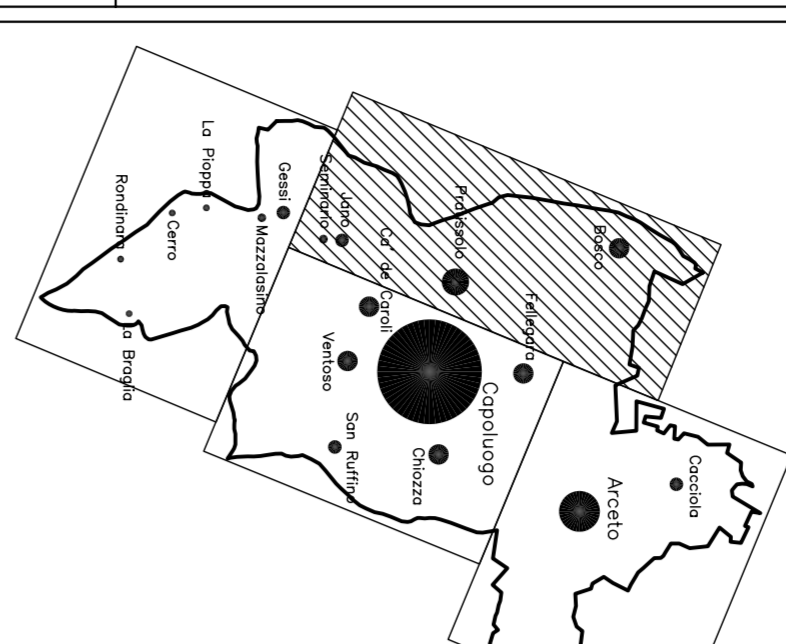 La Pioppa
Gessi
Seminario
Jano
Pratissolo
Bosco
Rondinara
Cerro
Mazzalasino
Ca' de Caroli
Fellegara
La Braglia
Ventoso
Capoluogo
San Ruffino
Chiozza
Arceto
Cacciola